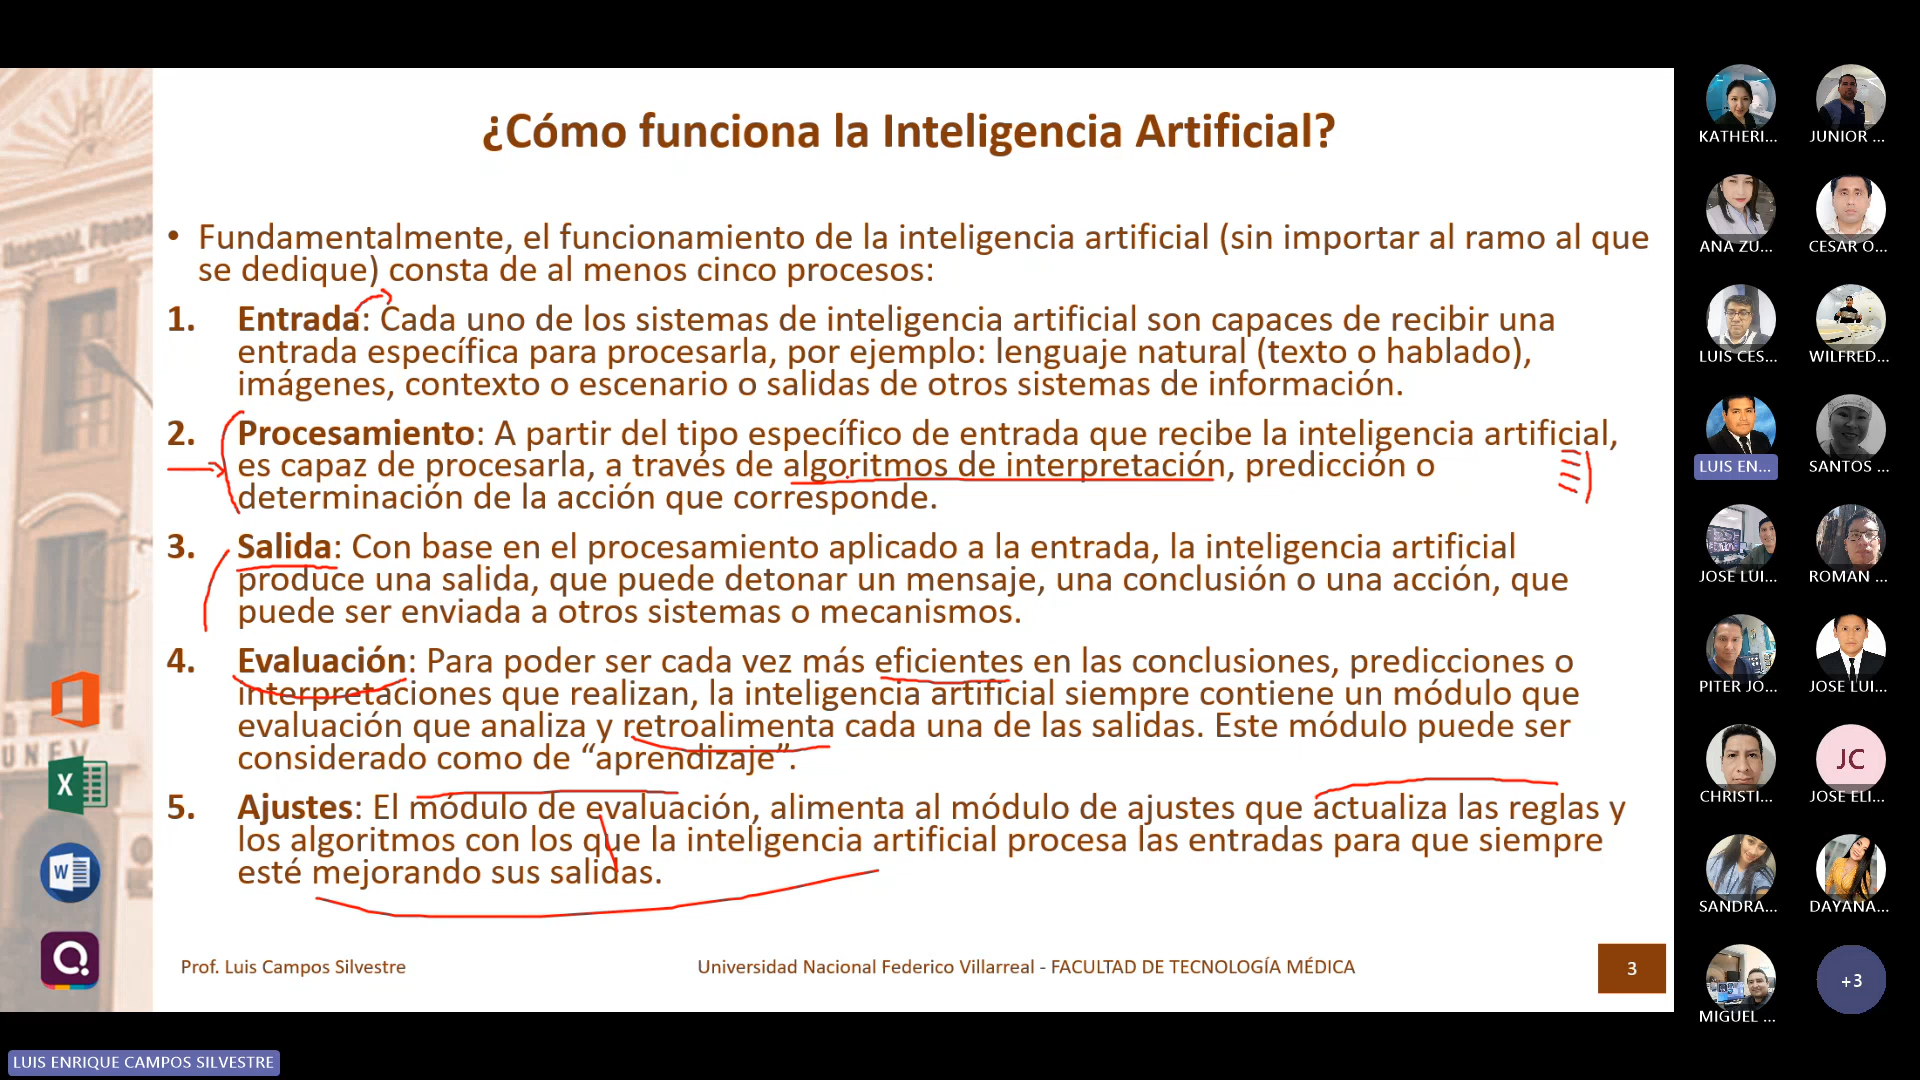 ¿Cómo funciona la Inteligencia Artificial?
• Fundamentalmente, el funcionamiento de la inteligencia artificial (sin importar al ramo al que
se dedique) consta de al menos cinco procesos:
1. Entrada: Cada uno de los sistemas de inteligencia artificial son capaces de recibir una
entrada específica para procesarla, por ejemplo: lenguaje natural (texto o hablado),
imágenes, contexto o escenario o salidas de otros sistemas de información.
2. Procesamiento: A partir del tipo específico de entrada que recibe la inteligencia artificial,
es capaz de procesarla, a través de algoritmos de interpretación, predicción o
determinación de la acción que corresponde.
3. Salida: Con base en el procesamiento aplicado a la entrada, la inteligencia artificial
produce una salida, que puede detonar un mensaje, una conclusión o una acción, que
puede ser enviada a otros sistemas o mecanismos.
4. Evaluación: Para poder ser cada vez más eficientes en las conclusiones, predicciones o
interpretaciones que realizan, la inteligencia artificial siempre contiene un módulo que
evaluación que analiza y retroalimenta cada una de las salidas. Este módulo puede ser
considerado como de “aprendizaje”.
5. Ajustes: El módulo de evaluación, alimenta al módulo de ajustes que actualiza las reglas y
los algoritmos con los que la inteligencia artificial procesa las entradas para que siempre
esté mejorando sus salidas.
Prof. Luis Campos Silvestre
Universidad Nacional Federico Villarreal - FACULTAD DE TECNOLOGÍA MÉDICA
3
KATHERI...
JUNIOR ...
ANA ZU...
CESAR O...
LUIS CES...
WILFRED...
LUIS EN...
SANTOS ...
JOSE LUI...
ROMAN ...
PITER JO...
JOSE LUI...
CHRISTI...
JC
JOSE ELI...
SANDRA...
DAYANA...
MIGUEL ...
+3
LUIS ENRIQUE CAMPOS SILVESTRE